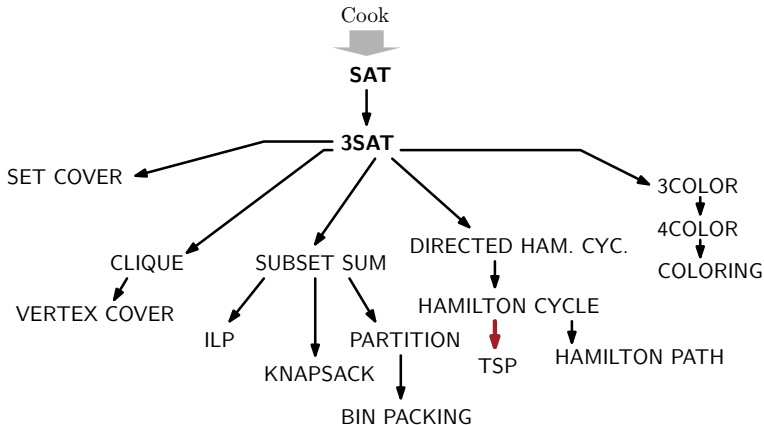 Cook
SAT
3SAT
SET COVER
3COLOR
4COLOR
DIRECTED HAM. CYC.
CLIQUE
SUBSET SUM
COLORING
VERTEX COVER
HAMILTON CYCLE
ILP
PARTITION
TSP
HAMILTON PATH
KNAPSACK
BIN PACKING